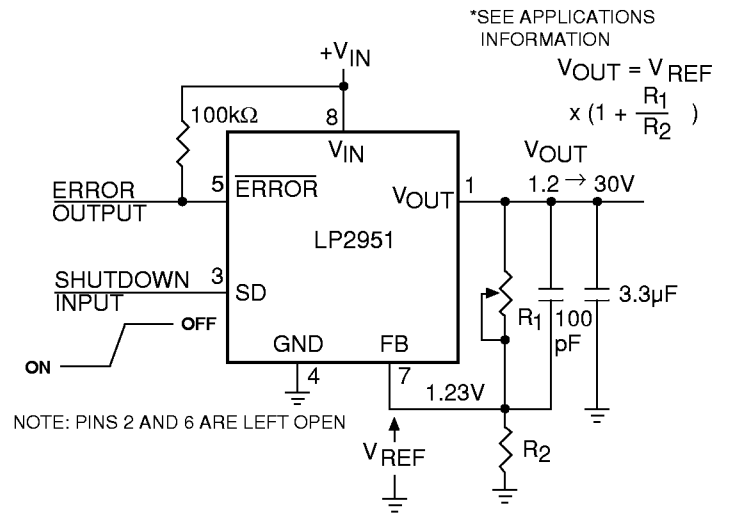 *SEE APPLICATIONS
INFORMATION
VOUT = VREF
x (1 + R1/R2)
+VIN
100kΩ
8
VIN
VOUT
1.2 → 30V
ERROR
OUTPUT
5
ERROR
VOUT
1
LP2951
SHUTDOWN
INPUT
3
SD
R1
100
pF
3.3µF
OFF
ON
GND
FB
4
7
1.23V
NOTE: PINS 2 AND 6 ARE LEFT OPEN
VREF
R2